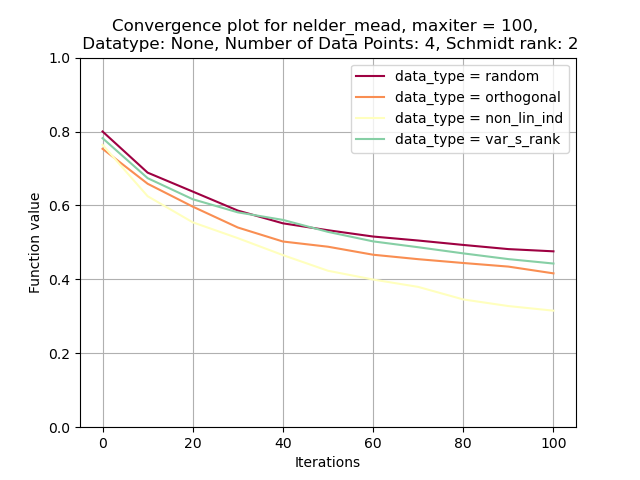 Convergence plot for nelder_mead, maxiter = 100,
Datatype: None, Number of Data Points: 4, Schmidt rank: 2
1.0
0.8
0.6
0.4
0.2
0.0
Function value
data_type = random
data_type = orthogonal
data_type = non_lin_ind
data_type = var_s_rank
0 20 40 60 80 100
Iterations